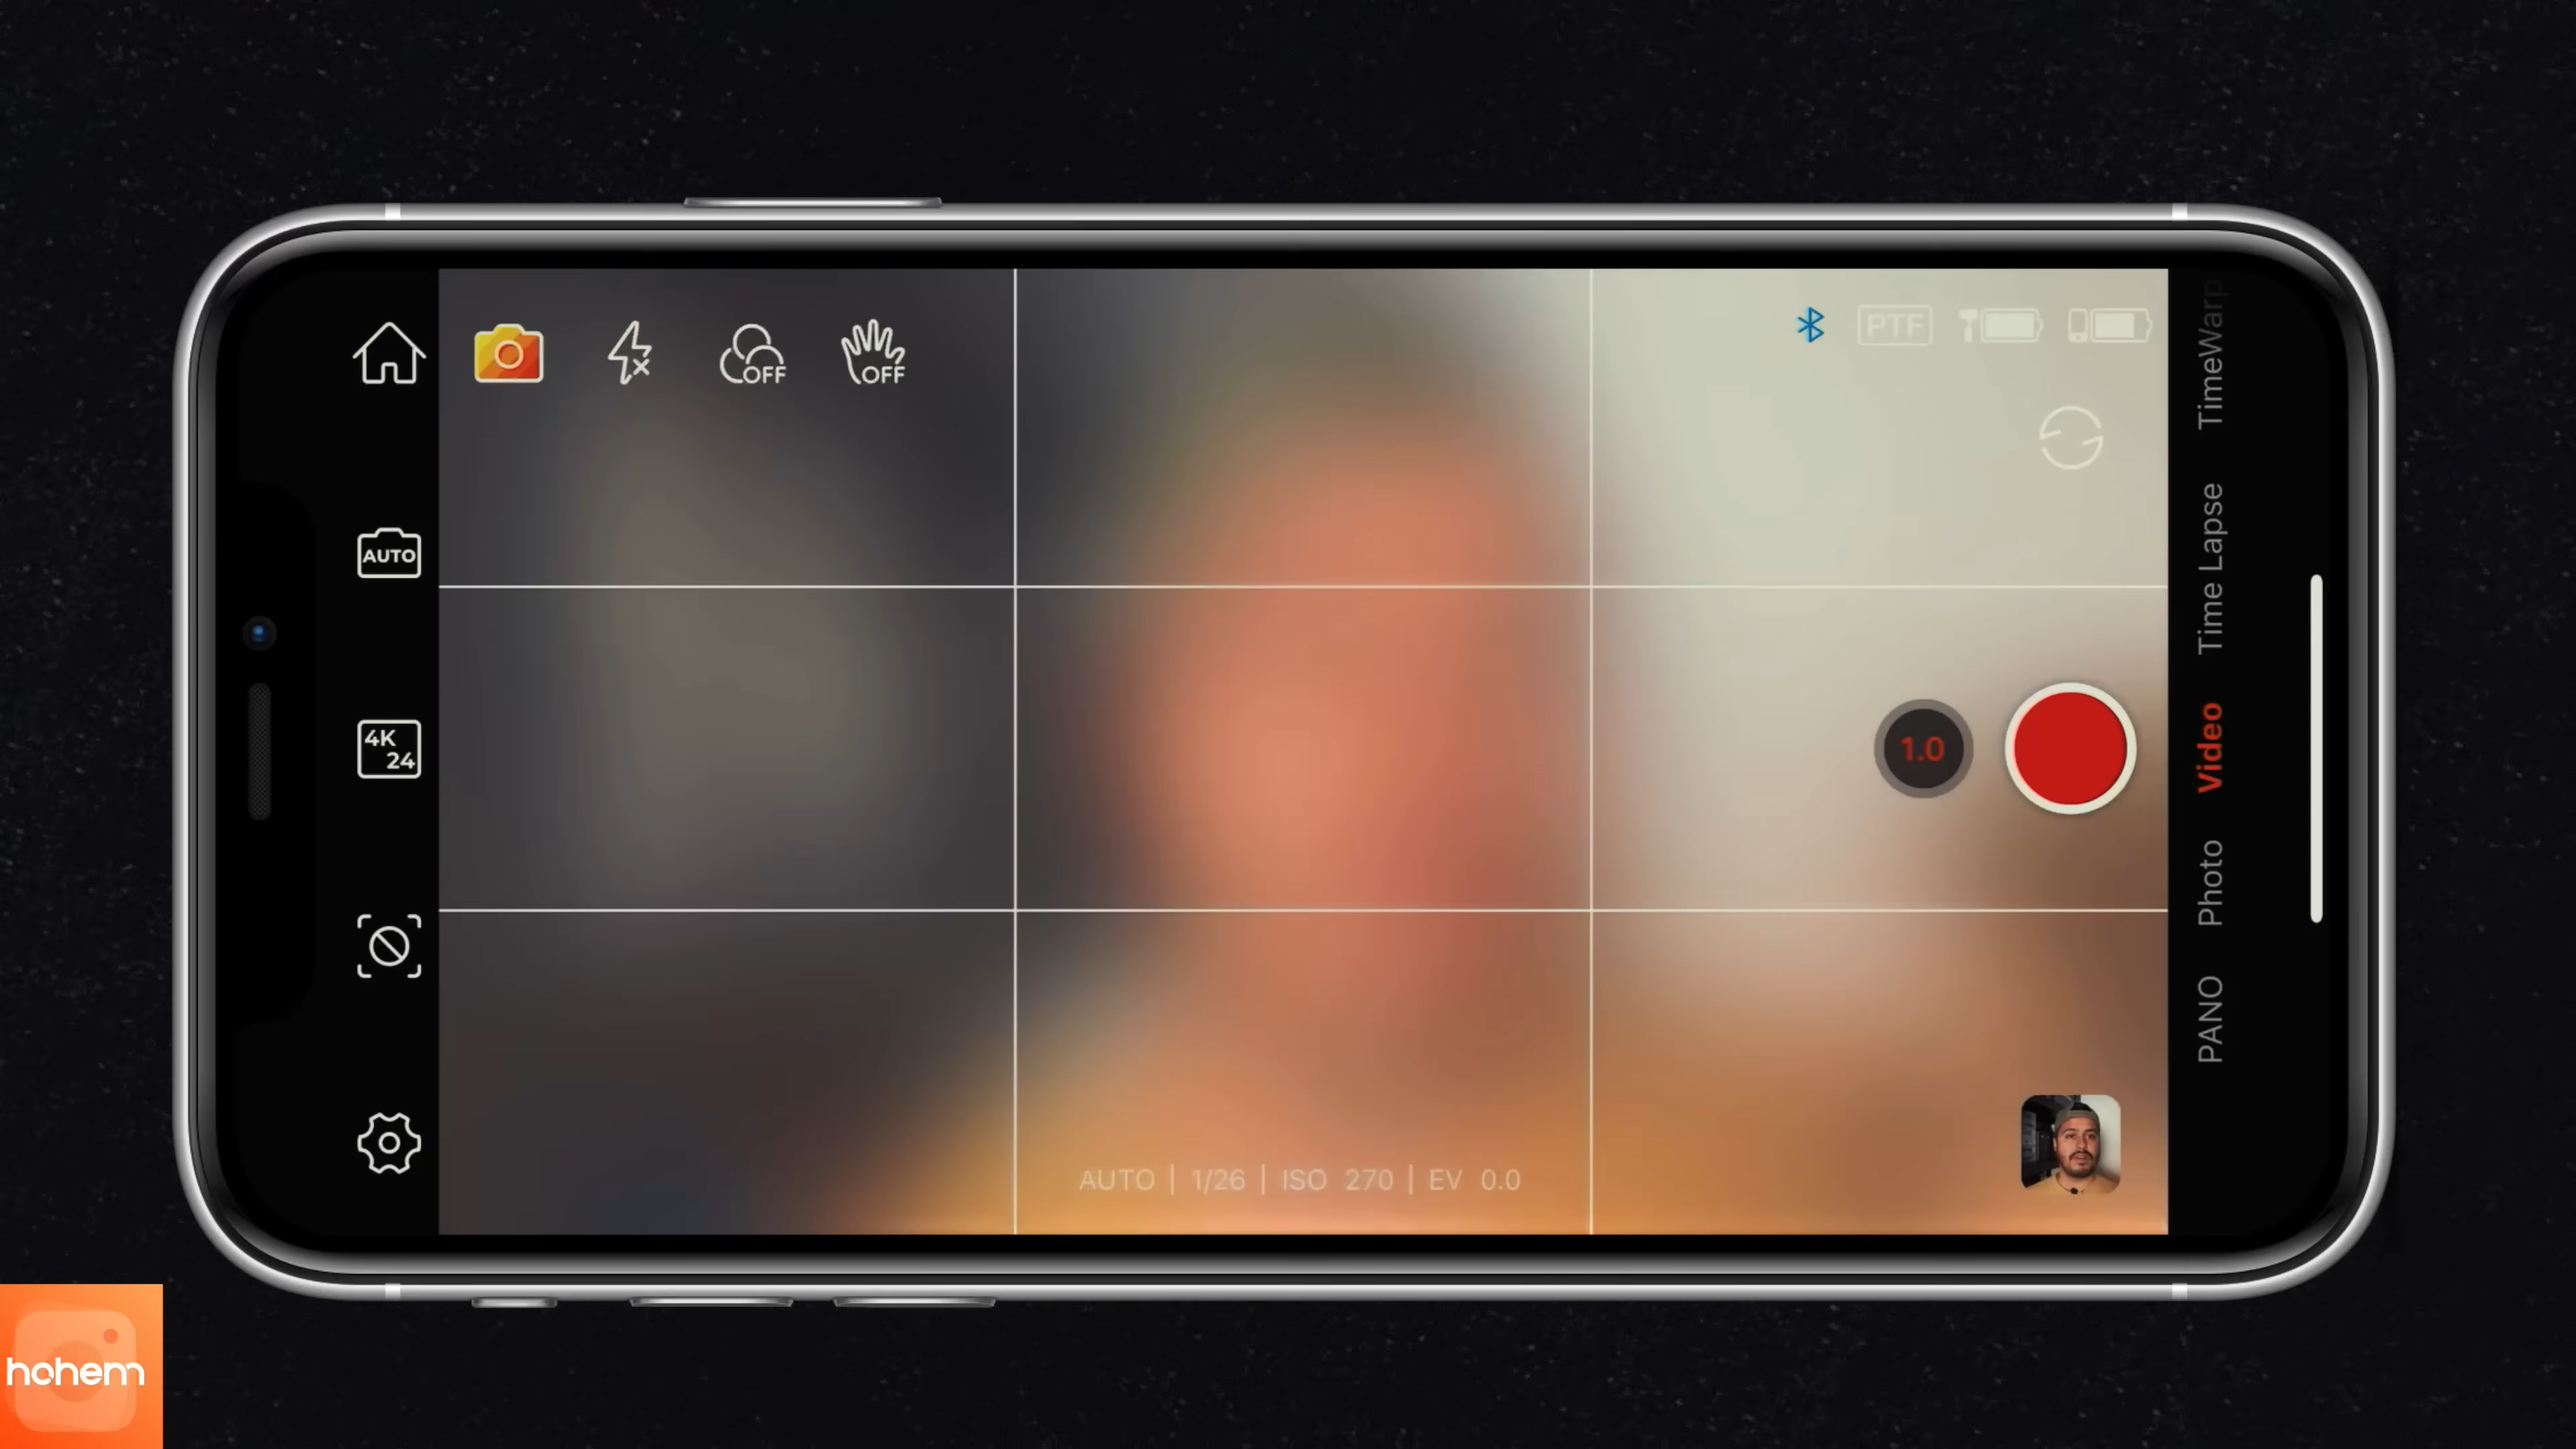 OFF
OFF
PTF
AUTO
4K
24
1.0
TimeWarp
Time Lapse
Video
Photo
PANO
AUTO | 1/26 | ISO 270 | EV 0.0
hohem